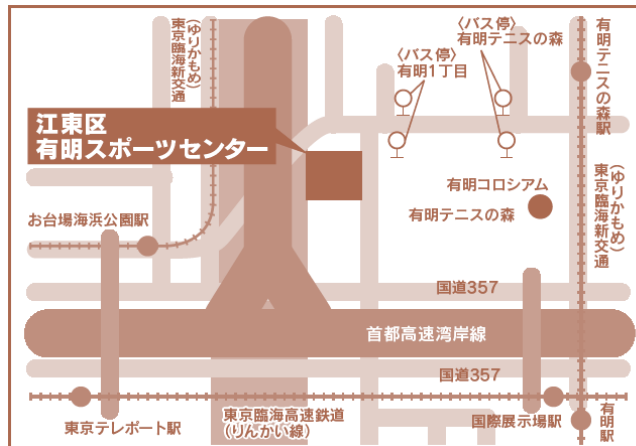 東京臨海新交通
(ゆりかもめ)
〈バス停〉
有明1丁目
〈バス停〉
有明テニスの森
有明テニスの森駅
江東区
有明スポーツセンター
有明コロシアム
有明テニスの森
東京臨海新交通
(ゆりかもめ)
お台場海浜公園駅
国道357
首都高速湾岸線
国道357
東京テレポート駅
東京臨海高速鉄道
(りんかい線)
国際展示場駅
有明駅